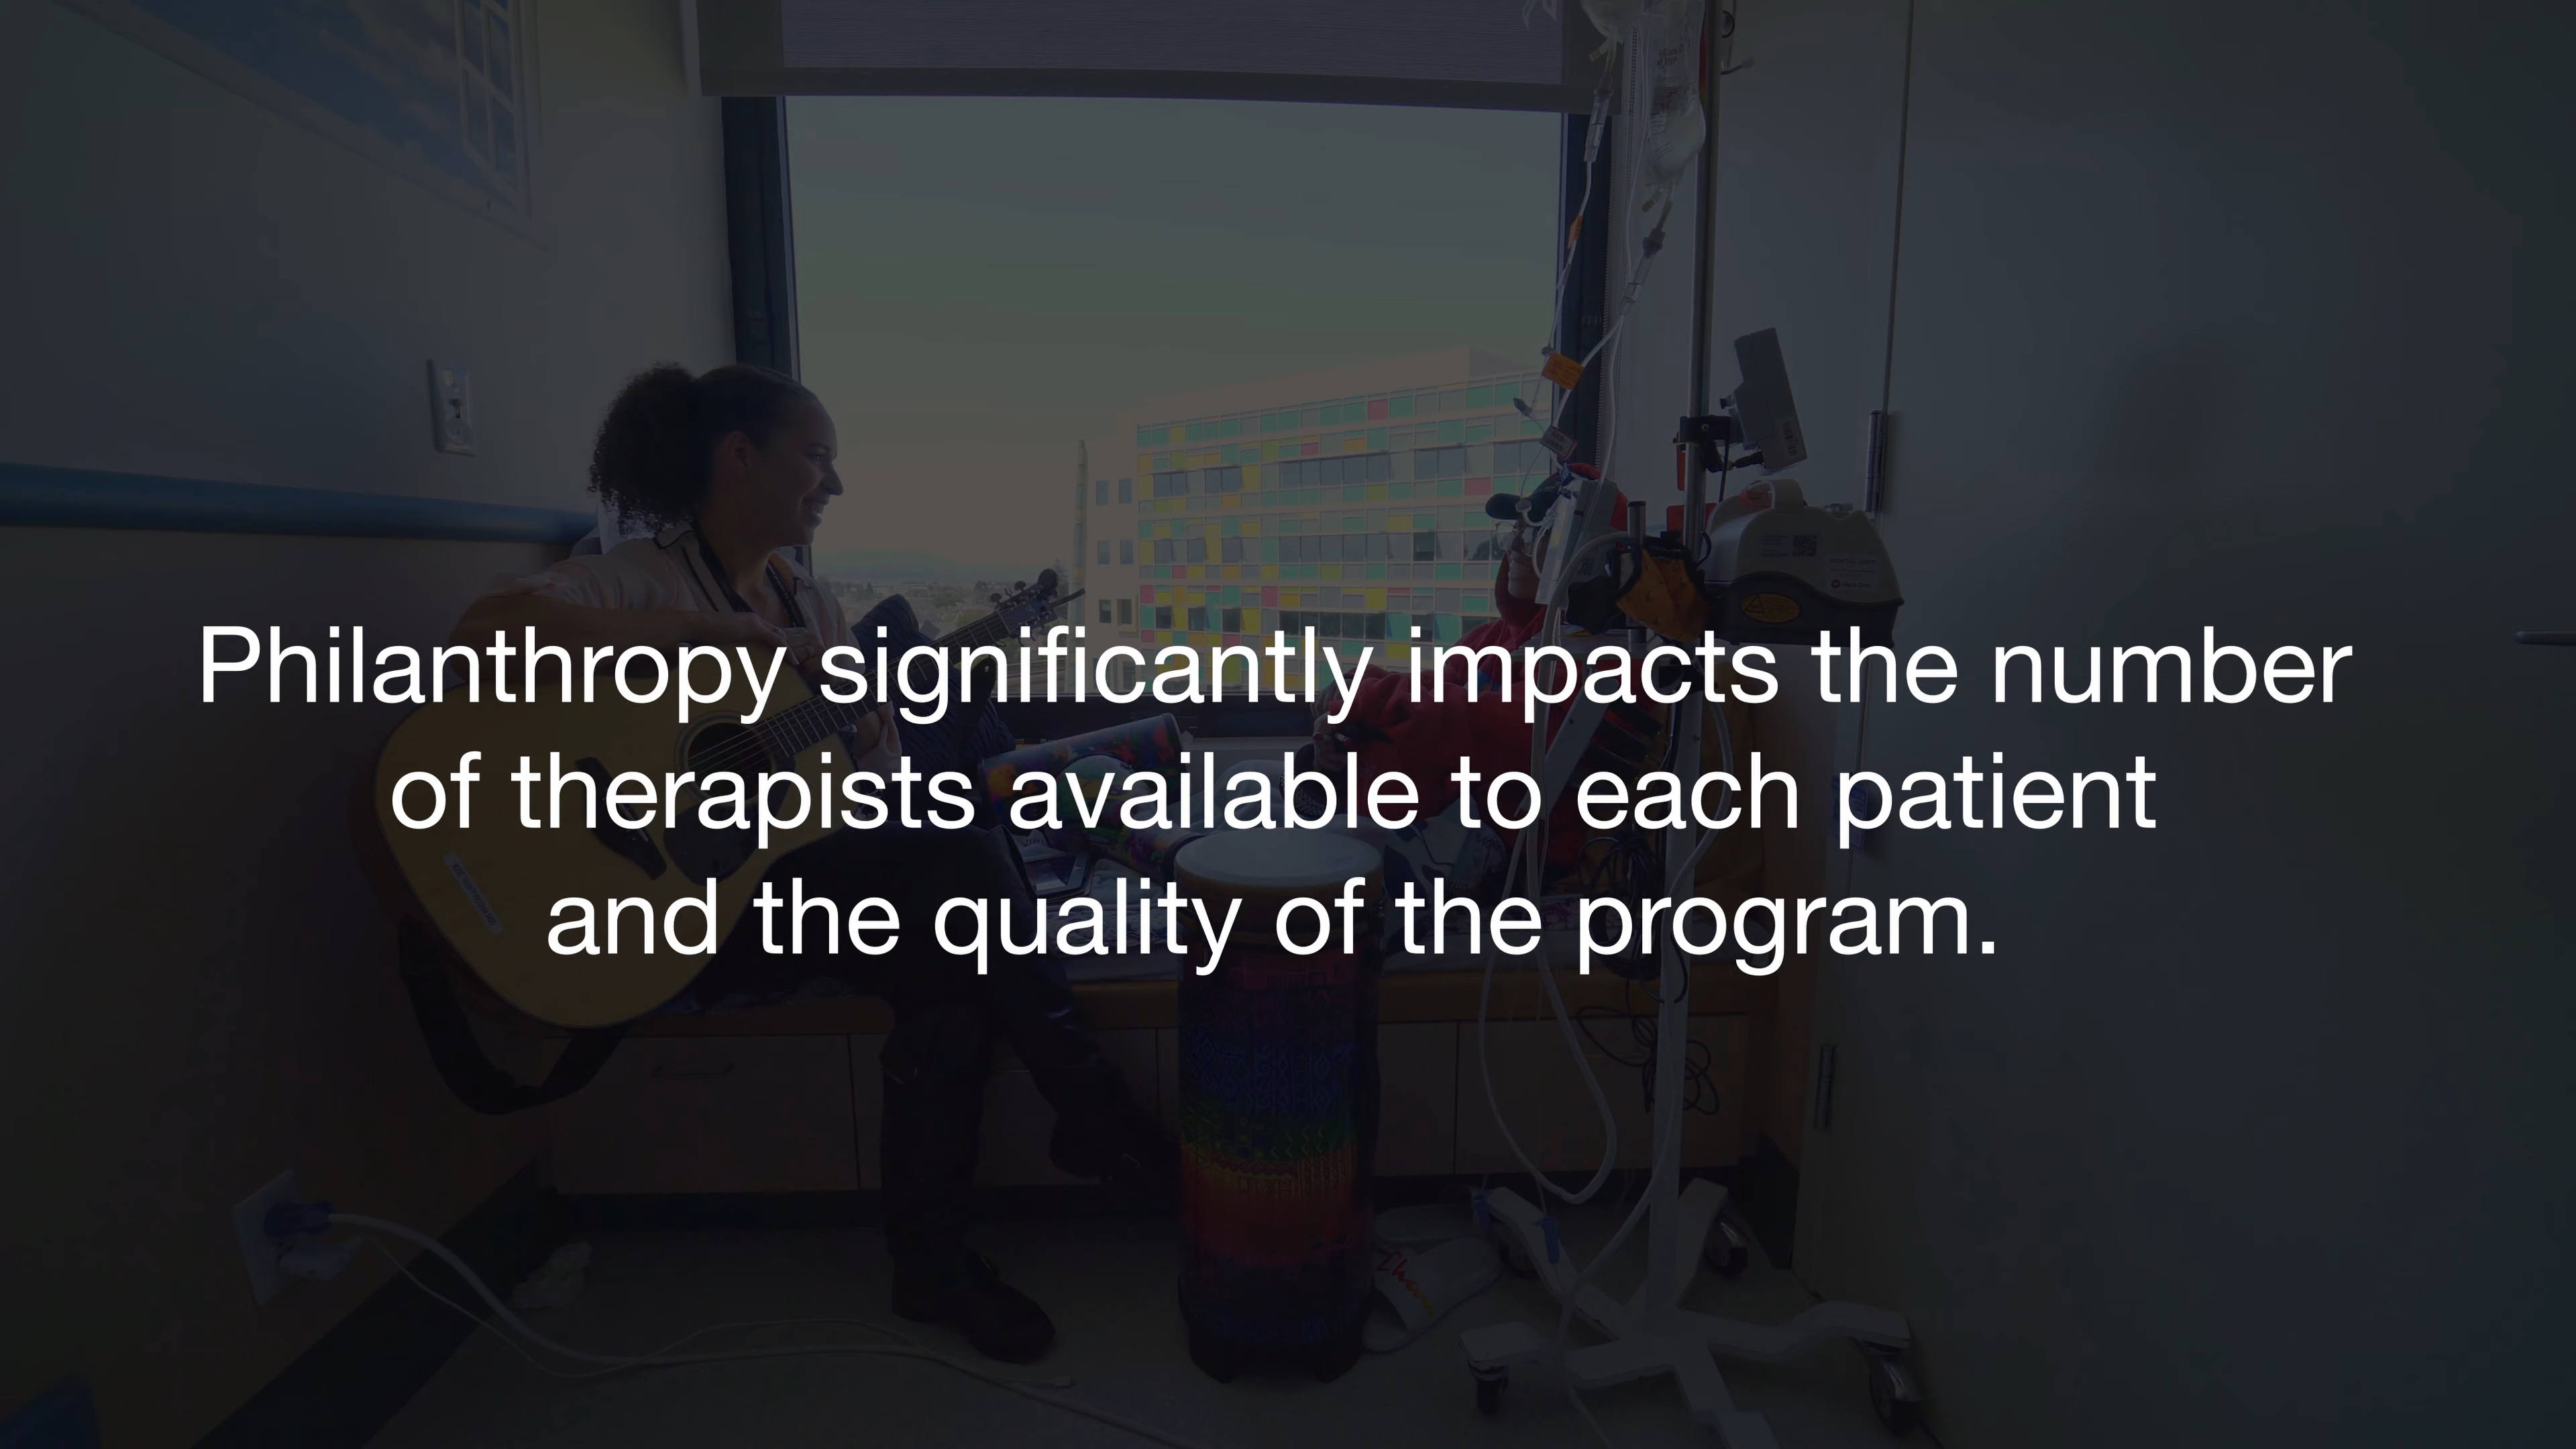 Philanthropy significantly impacts the number
of therapists available to each patient
and the quality of the program.